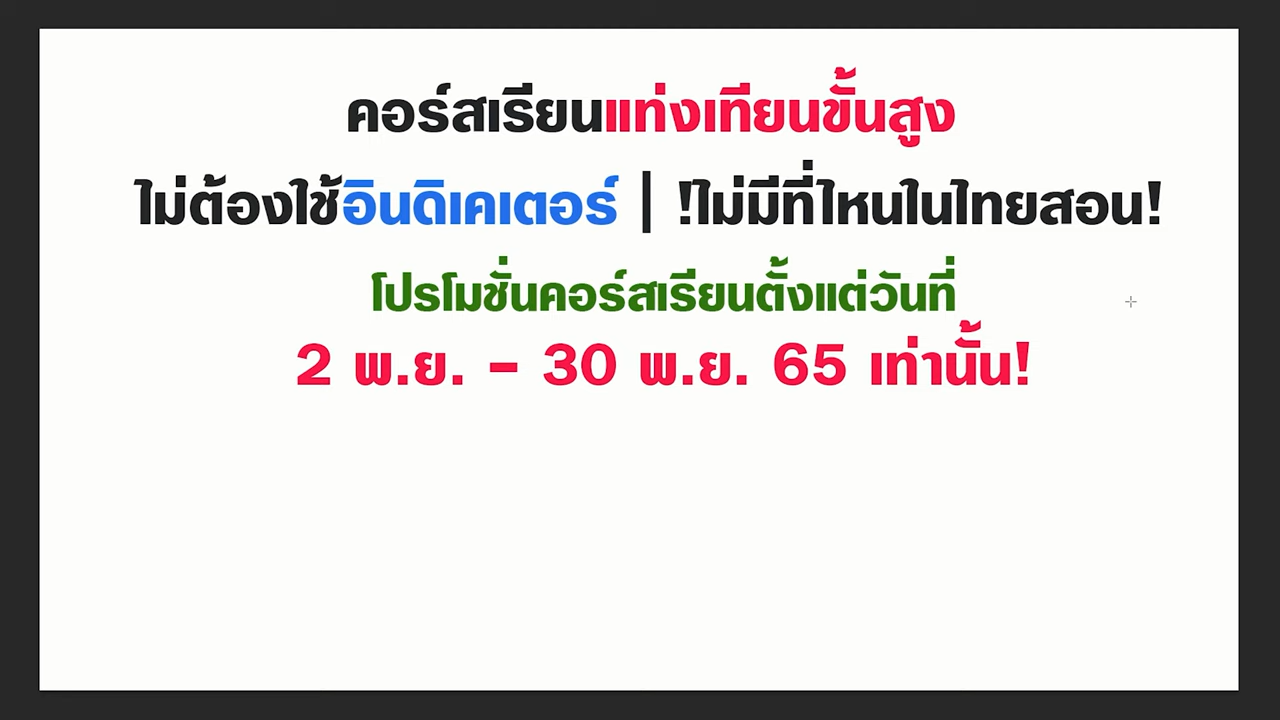 คอร์สเรียนแท่งเทียนขั้นสูง
ไม่ต้องใช้อินดิเคเตอร์ | !ไม่มีที่ไหนในไทยสอน!
โปรโมชั่นคอร์สเรียนตั้งแต่วันที่
2 พ.ย. – 30 พ.ย. 65 เท่านั้น!